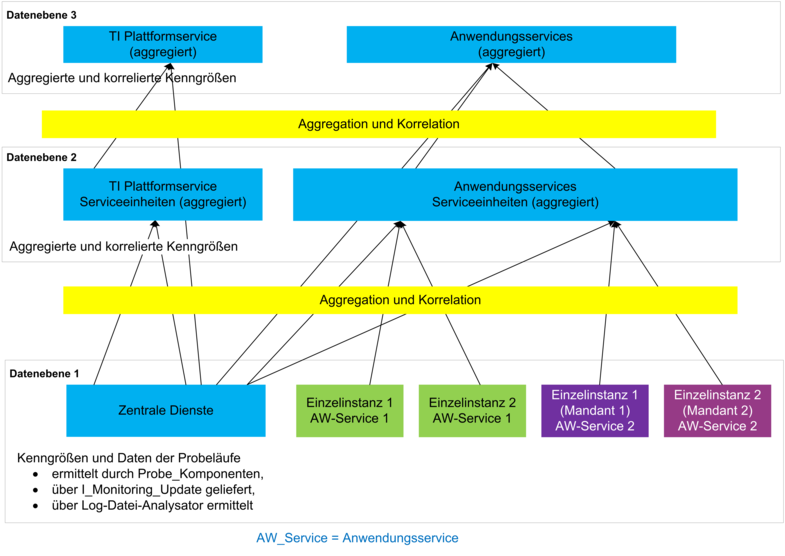 Datenebene 3
TI Plattformservice
(aggregiert)
Anwendungsservices
(aggregiert)
Aggregierte und korrelierte Kenngrößen
Aggregation und Korrelation
Datenebene 2
TI Plattformservice
Serviceeinheiten (aggregiert)
Anwendungsservices
Serviceeinheiten (aggregiert)
Aggregierte und korrelierte Kenngrößen
Aggregation und Korrelation
Datenebene 1
Zentrale Dienste
Einzelinstanz 1
AW-Service 1
Einzelinstanz 2
AW-Service 1
Einzelinstanz 1
(Mandant 1)
AW-Service 2
Einzelinstanz 2
(Mandant 2)
AW-Service 2
Kenngrößen und Daten der Probeläufe
• ermittelt durch Probe_Komponenten,
• über I_Monitoring_Update geliefert,
• über Log-Datei-Analysator ermittelt
AW_Service = Anwendungsservice